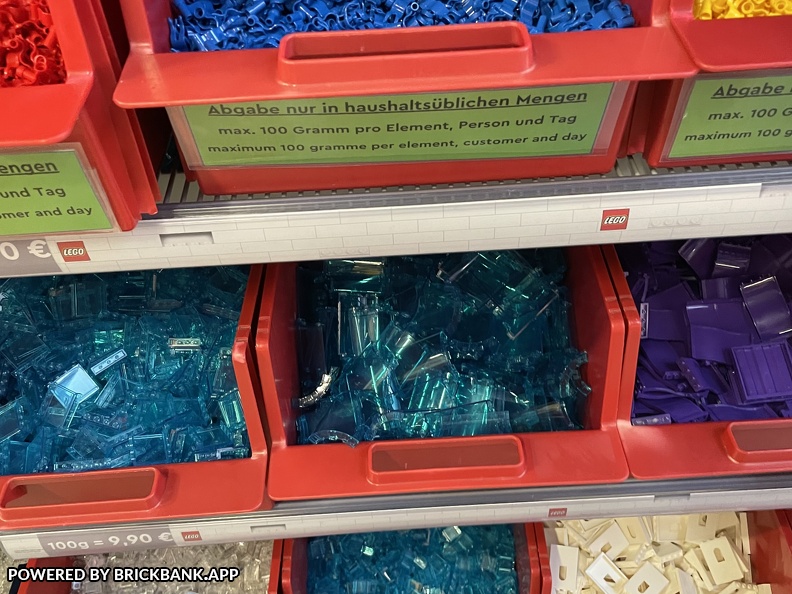 Abgabe nur in haushaltsüblichen Mengen
max. 100 Gramm pro Element, Person und Tag
maximum 100 gramme per element, customer and day
Abgabe
max. 100 G
maximum 100 g
engen
und Tag
mer and day
0 €
LEGO
LEGO
100g = 9,90 €
LEGO
LEGO
POWERED BY BRICKBANK.APP